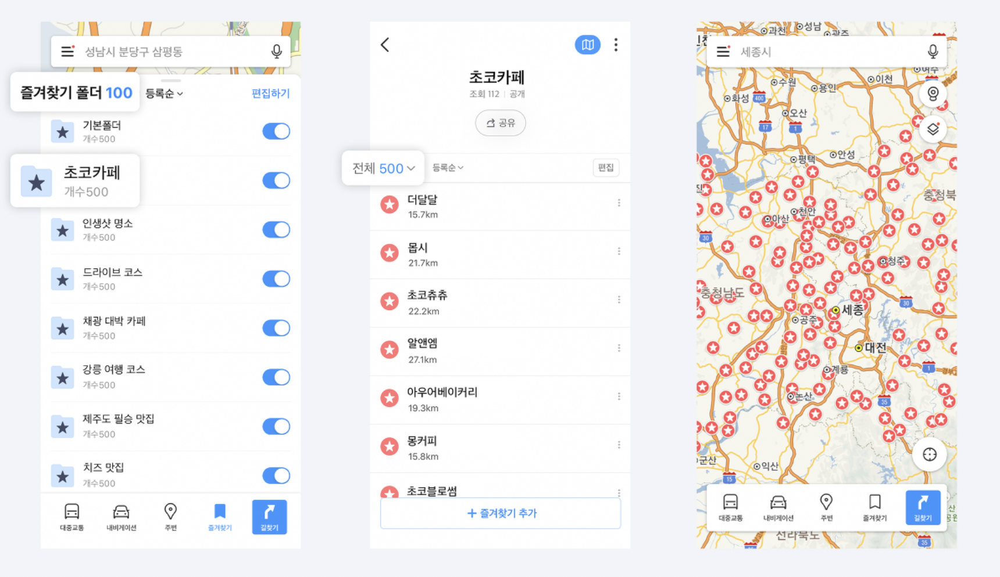 성남시 분당구 삼평동
즐겨찾기 폴더 100
등록순
편집하기
기본폴더
개수500
초코카페
개수500
인생샷 명소
개수500
드라이브 코스
개수500
채광 대박 카페
개수500
강릉 여행 코스
개수500
제주도 필승 맛집
개수500
치즈 맛집
개수500
대중교통
내비게이션
주변
즐겨찾기
길찾기
초코카페
조회 112 | 공개
공유
전체 500
등록순
편집
더달달
15.7km
몹시
21.7km
초코츄츄
22.2km
알앤엠
27.1km
아우어베이커리
19.3km
몽커피
15.8km
초코블로썸
+ 즐겨찾기 추가
과천
성남
광주
세종시
여주
수원
이천
용인
화성
400
오산
17
1
안성
평택
충청북
천안
아산
30
청주
충청남도
30
세종
공주
대전
계룡
1
논산
35
군산
익산
15
대중교통
내비게이션
주변
즐겨찾기
길찾기
전라북도
35